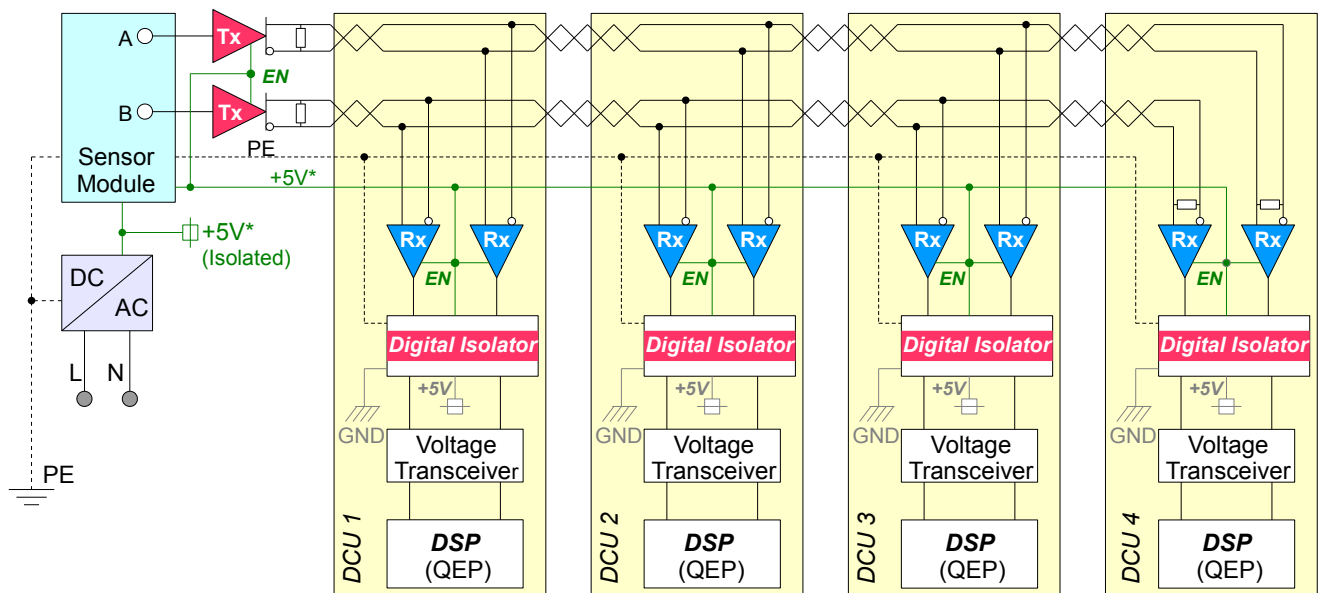 A
Tx
EN
B
Tx
PE
Sensor
Module
+5V*
+5V*
(Isolated)
DC
AC
L
N
PE
Rx
Rx
EN
Digital Isolator
+5V
GND
Voltage
Transceiver
DSP
(QEP)
DCU 1
Rx
Rx
EN
Digital Isolator
+5V
GND
Voltage
Transceiver
DSP
(QEP)
DCU 2
Rx
Rx
EN
Digital Isolator
+5V
GND
Voltage
Transceiver
DSP
(QEP)
DCU 3
Rx
Rx
EN
Digital Isolator
+5V
GND
Voltage
Transceiver
DSP
(QEP)
DCU 4